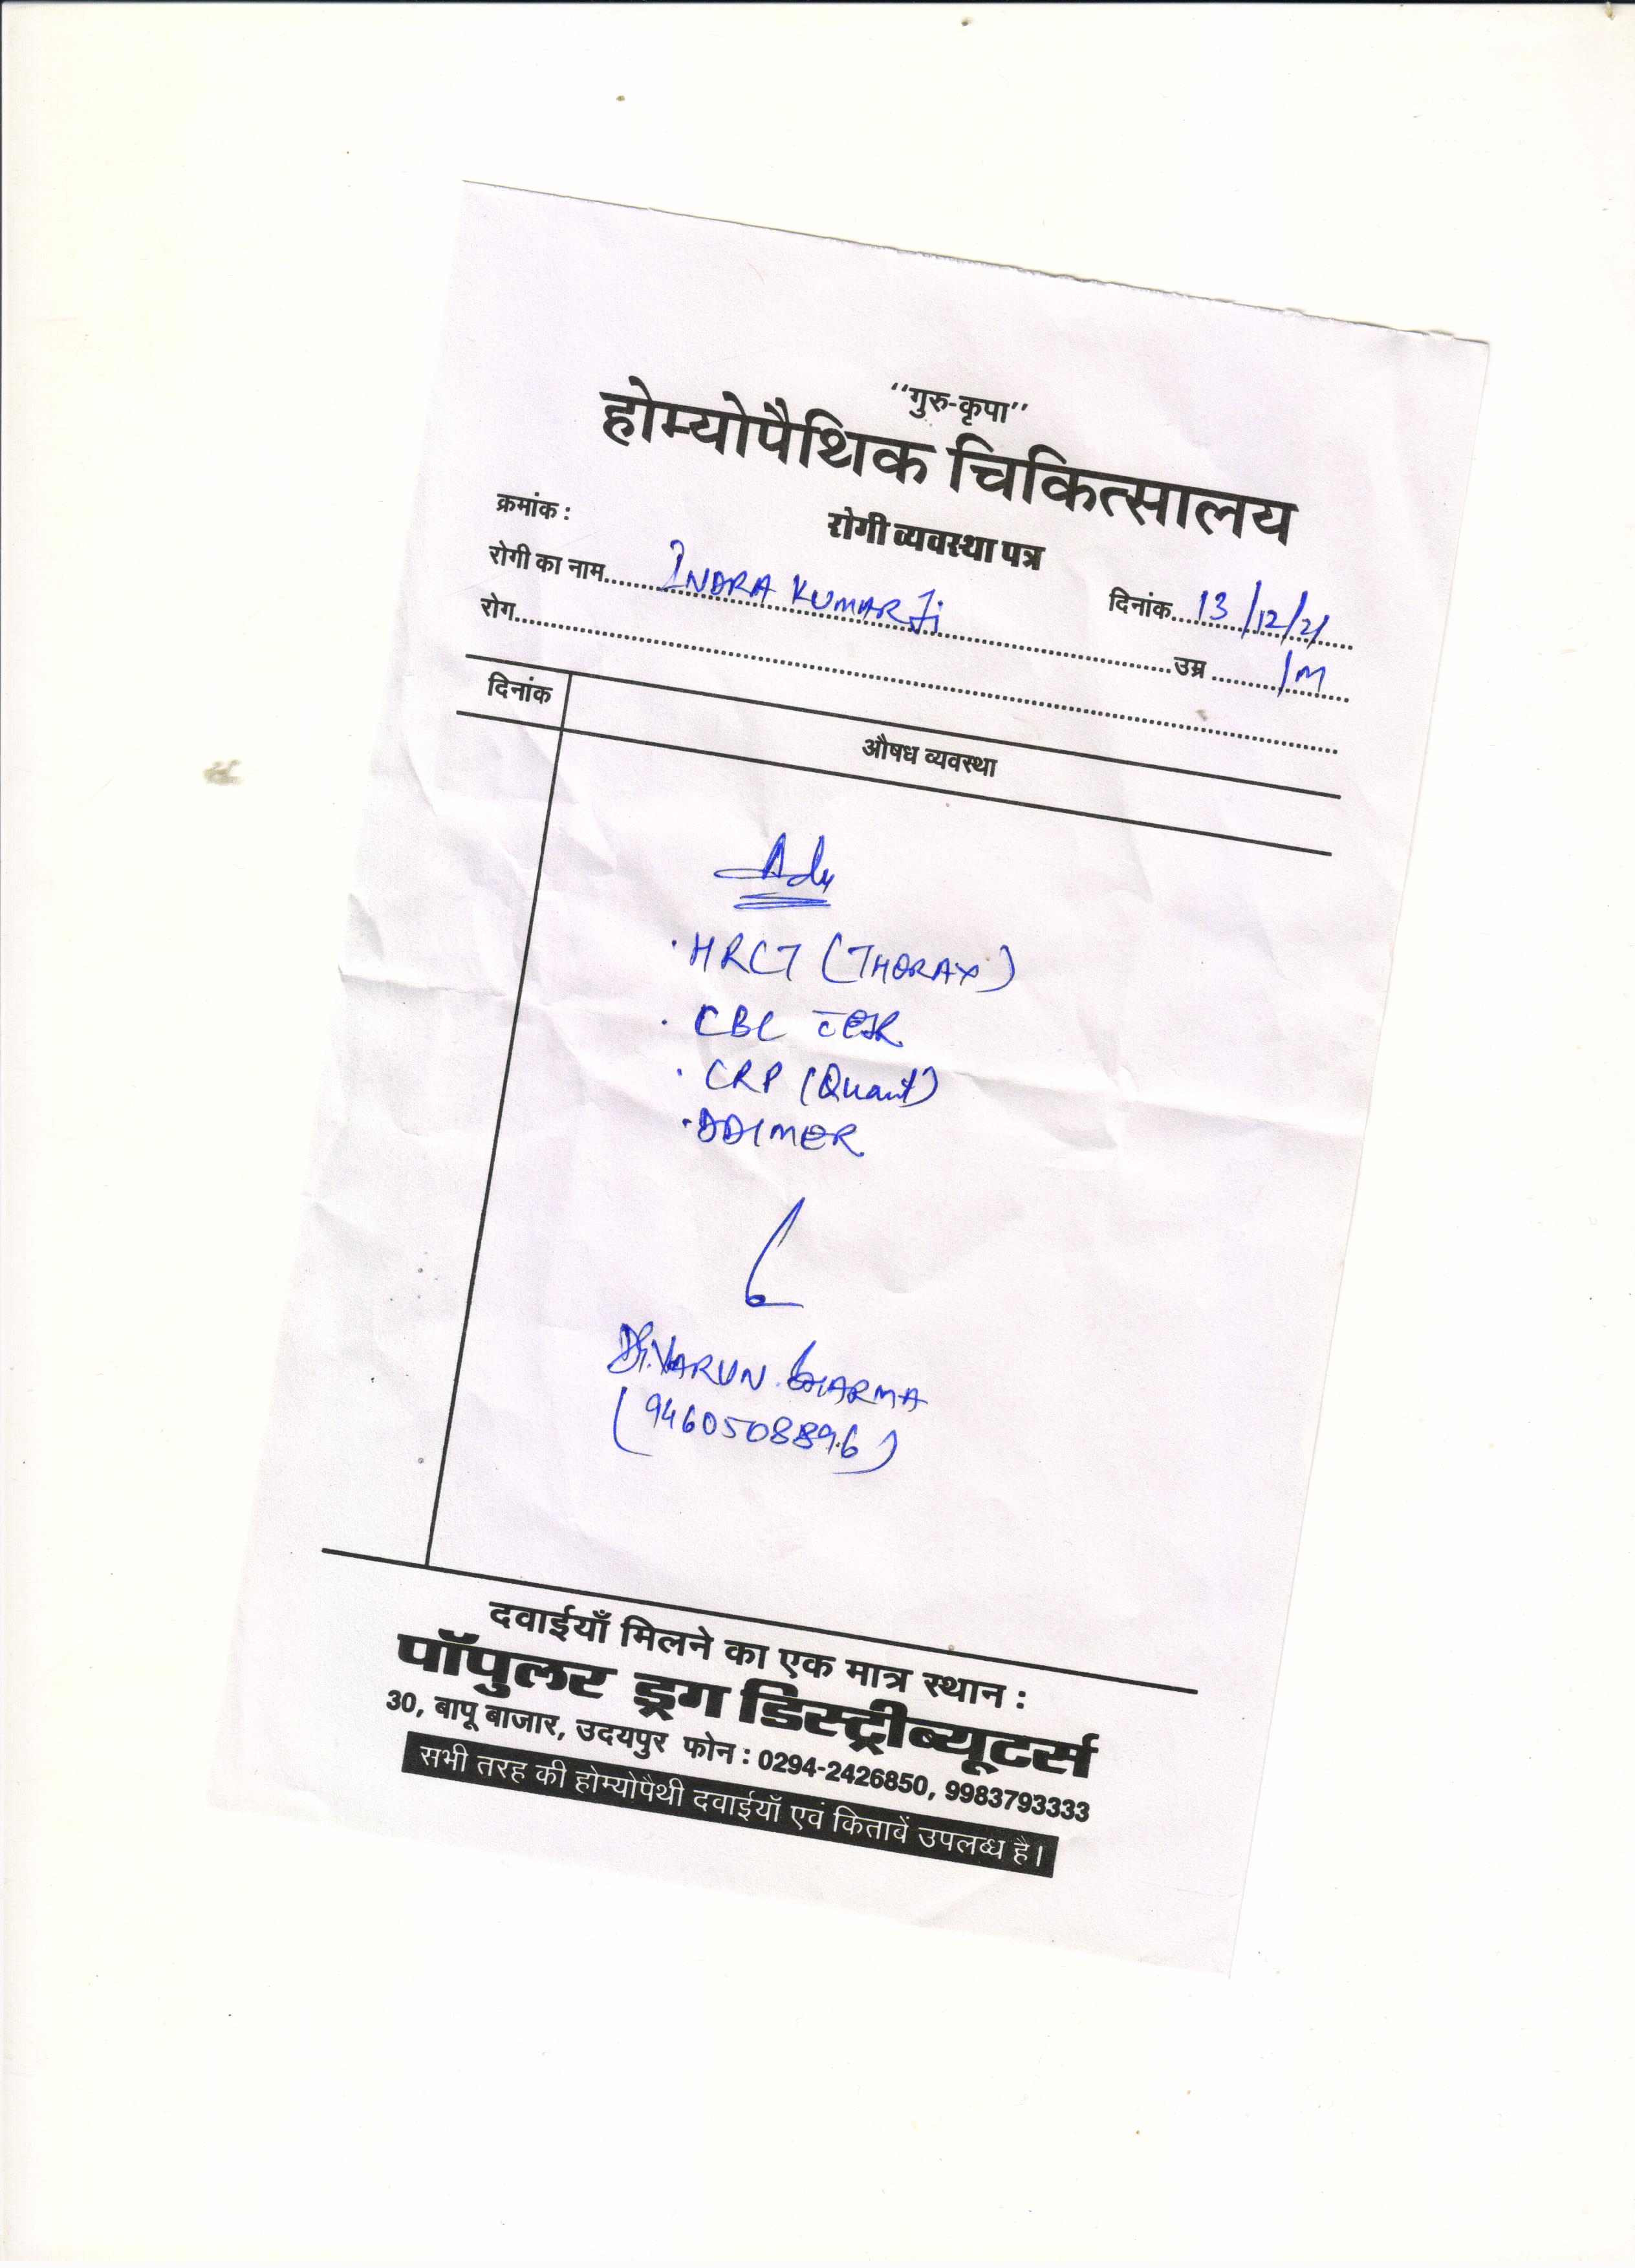 "गुरु-कृपा"
होम्योपैथिक चिकित्सालय
क्रमांक :
रोगी व्यवस्था पत्र
दिनांक 13/12/21
रोगी का नाम INDRA KUMAR Ji
उम्र /M
रोग
दिनांक
औषध व्यवस्था
Adv
· HRCT (THORAX)
· CBC c̄ ESR
· CRP (Quant)
· DDIMER
Dr. VARUN SHARMA
(9460508896)
दवाईयाँ मिलने का एक मात्र स्थान :
पॉपुलर ड्रग डिस्ट्रीब्यूटर्स
30, बापू बाजार, उदयपुर फोन : 0294-2426850, 9983793333
सभी तरह की होम्योपैथी दवाईयाँ एवं किताबें उपलब्ध है।